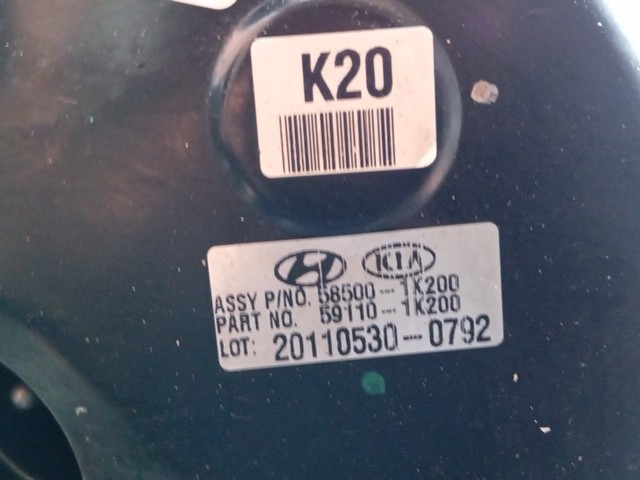 K20
KIA
ASSY P/NO. 58500-1K200
PART NO. 59110-1K200
LOT: 20110530-0792